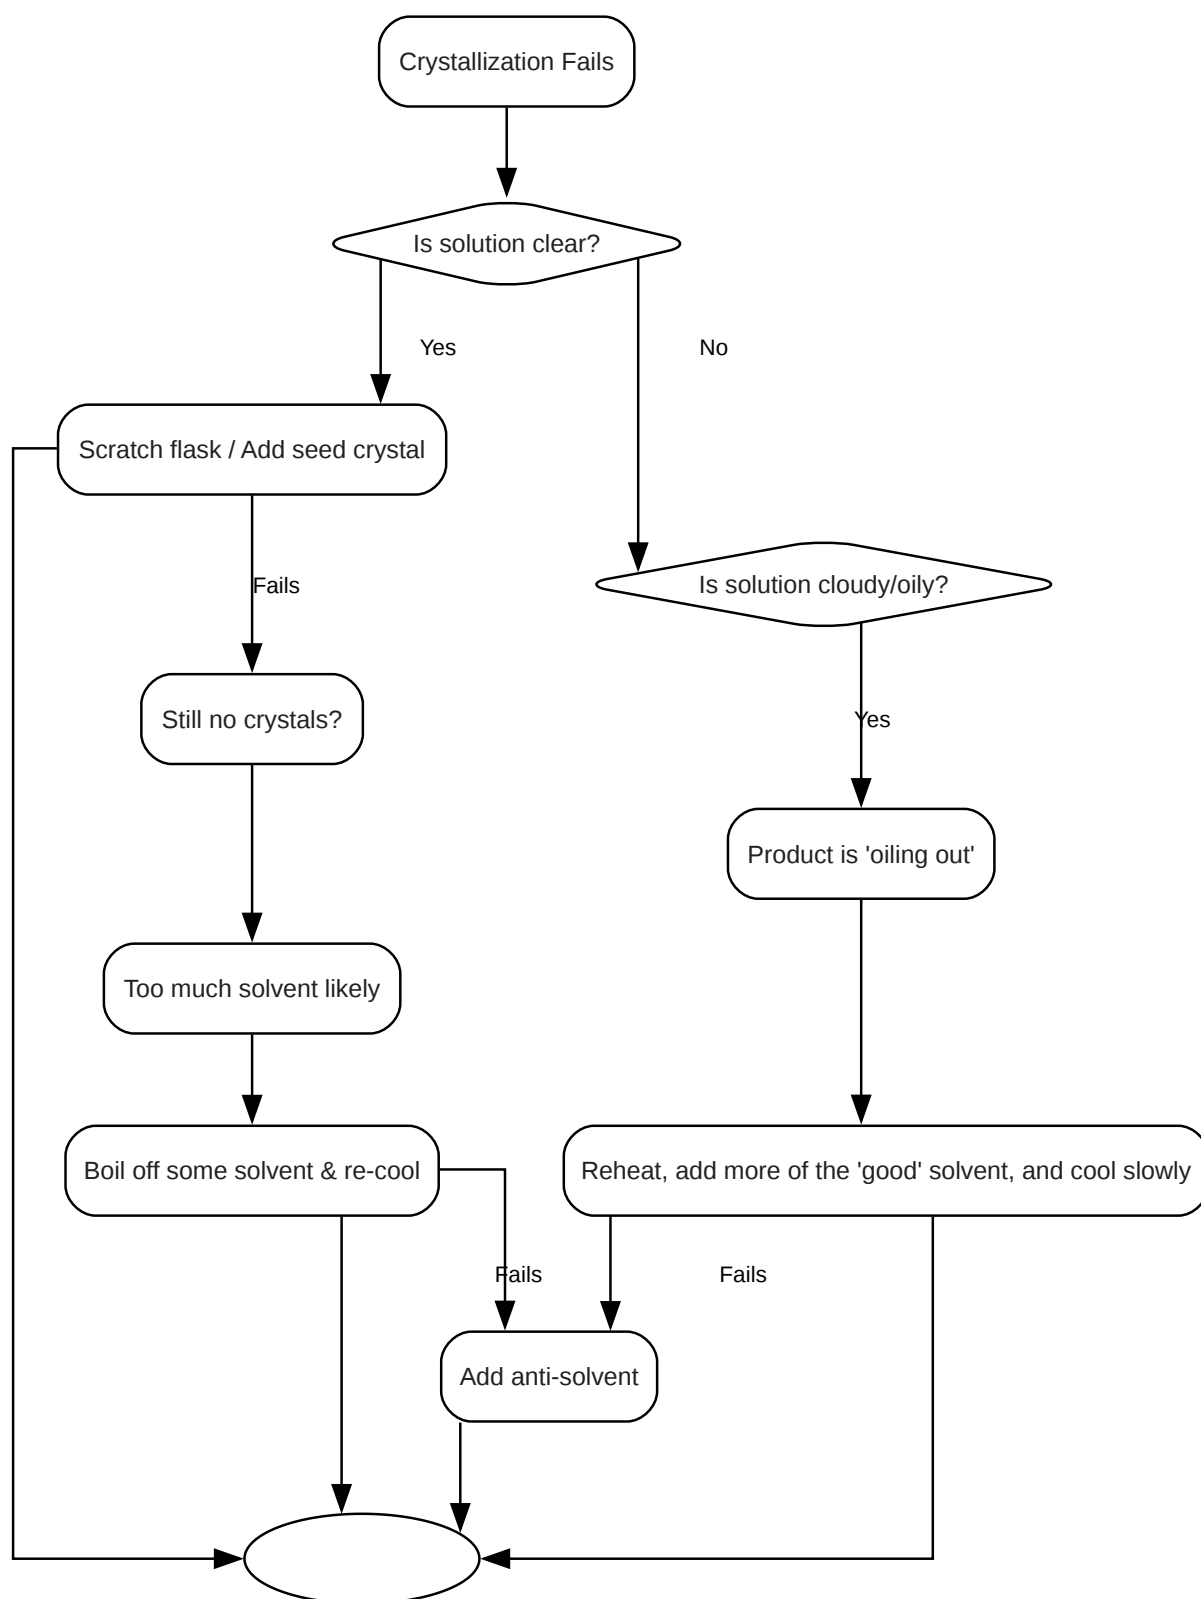 Crystallization Fails
Is solution clear?
Yes
No
Scratch flask / Add seed crystal
Fails
Is solution cloudy/oily?
Still no crystals?
Yes
Product is 'oiling out'
Too much solvent likely
Boil off some solvent & re-cool
Reheat, add more of the 'good' solvent, and cool slowly
Fails
Fails
Add anti-solvent